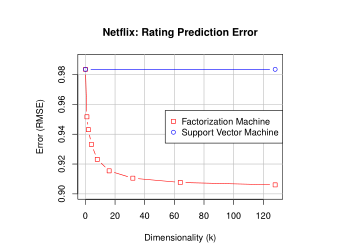 Netflix: Rating Prediction Error
Error (RMSE)
0.98
0.96
0.94
0.92
0.90
Factorization Machine
Support Vector Machine
0 20 40 60 80 100 120
Dimensionality (k)